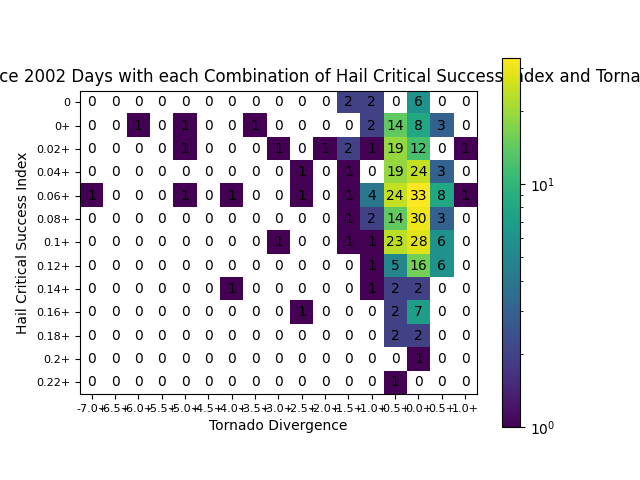 ce 2002 Days with each Combination of Hail Critical Success Index and Torna
Hail Critical Success Index
0 0 0 0 0 0 0 0 0 0 0 0 2 2 0 6 0 0
0+ 0 0 1 0 1 0 0 1 0 0 0 0 2 14 8 3 0
0.02+ 0 0 0 0 1 0 0 0 1 0 1 2 1 19 12 0 1
0.04+ 0 0 0 0 0 0 0 0 0 1 0 1 0 19 24 3 0
0.06+ 1 0 0 0 1 0 1 0 0 1 0 1 4 24 33 8 1
0.08+ 0 0 0 0 0 0 0 0 0 0 0 1 2 14 30 3 0
0.1+ 0 0 0 0 0 0 0 0 1 0 0 1 1 23 28 6 0
0.12+ 0 0 0 0 0 0 0 0 0 0 0 0 1 5 16 6 0
0.14+ 0 0 0 0 0 0 1 0 0 0 0 0 1 2 2 0 0
0.16+ 0 0 0 0 0 0 0 0 0 1 0 0 0 2 7 0 0
0.18+ 0 0 0 0 0 0 0 0 0 0 0 0 0 2 2 0 0
0.2+ 0 0 0 0 0 0 0 0 0 0 0 0 0 0 1 0 0
0.22+ 0 0 0 0 0 0 0 0 0 0 0 0 0 1 0 0 0
-7.0+ -6.5+ -6.0+ -5.5+ -5.0+ -4.5+ -4.0+ -3.5+ -3.0+ -2.5+ -2.0+ -1.5+ -1.0+ -0.5+ 0.0+ 0.5+ 1.0+
Tornado Divergence
10¹
10⁰